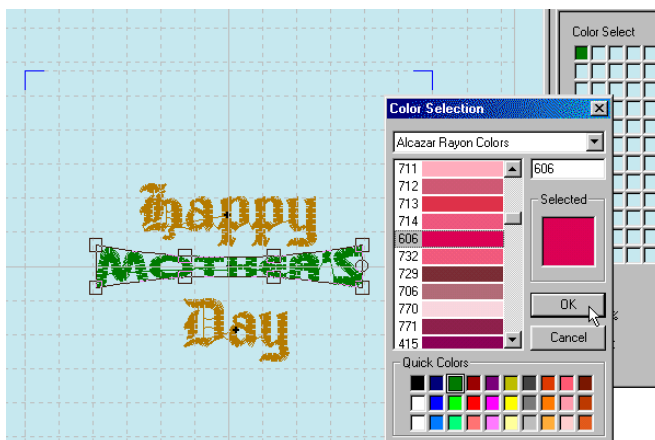 Color Select
Color Selection
Alcazar Rayon Colors
711
712
713
714
606
732
729
706
770
771
415
606
Selected
OK
Cancel
Quick Colors
happy
MOTHER'S
Day